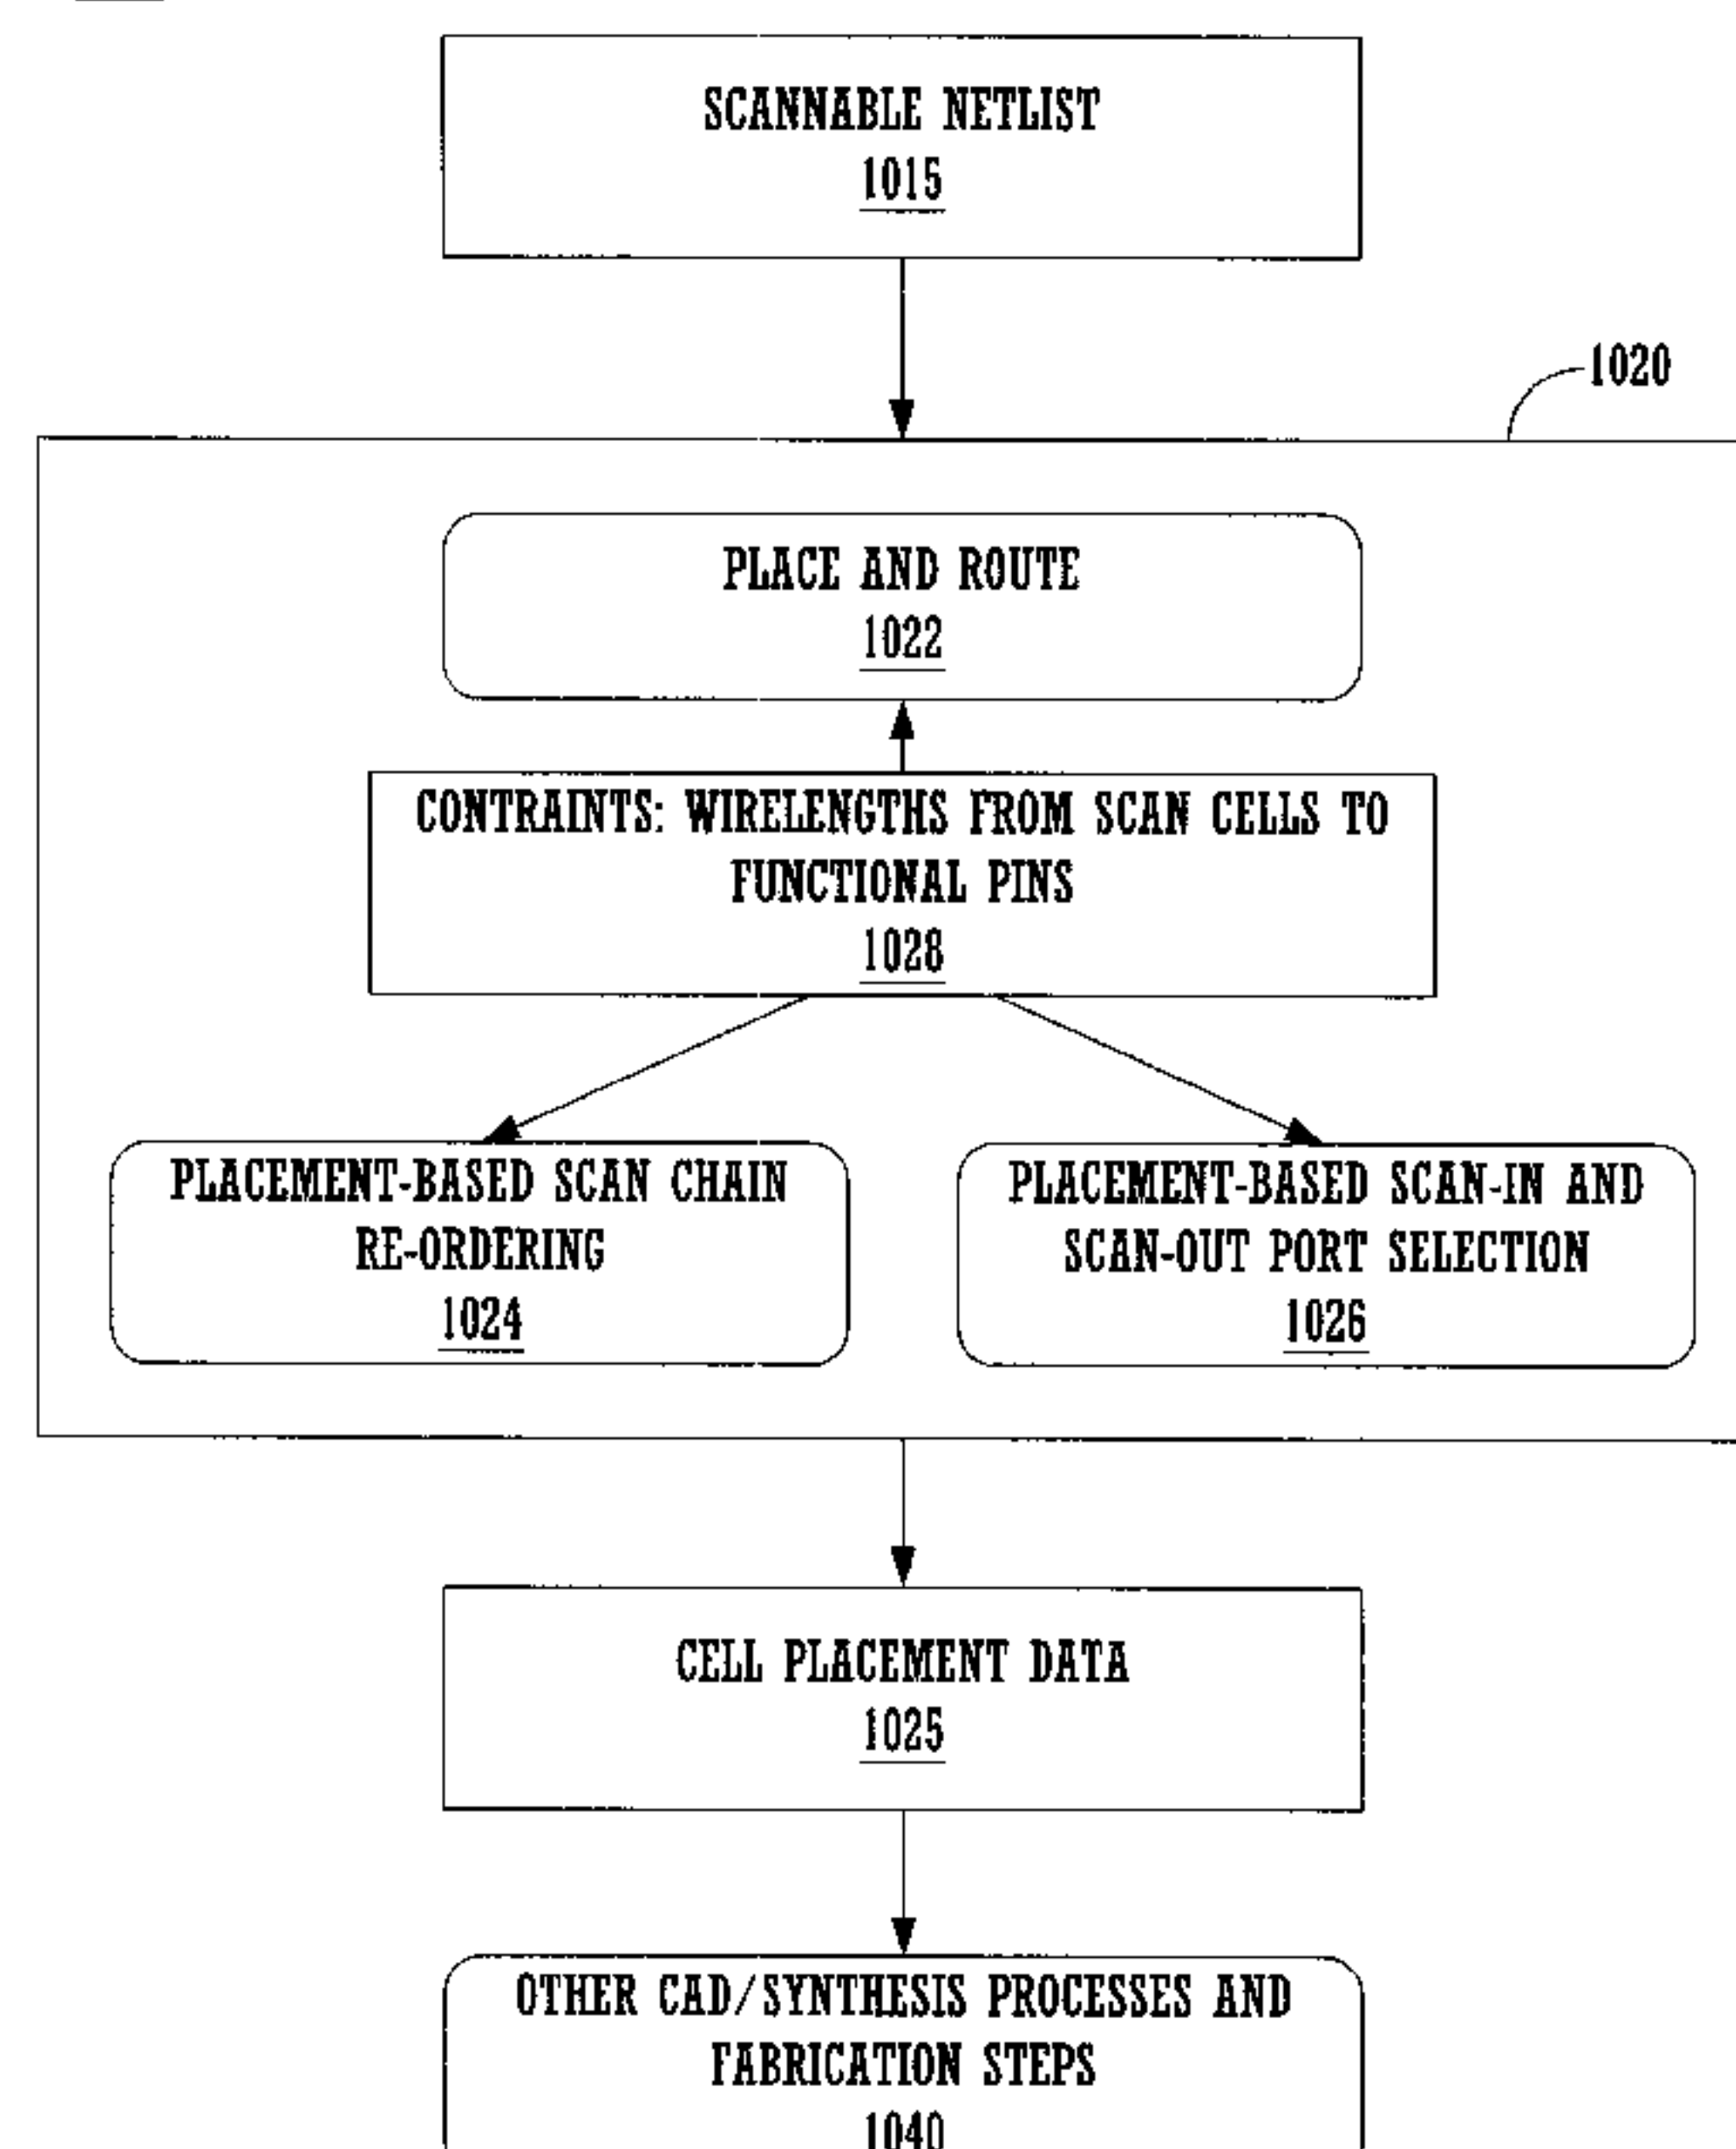 SCANNABLE NETLIST
1015
1020
PLACE AND ROUTE
1022
CONTRAINTS: WIRELENGTHS FROM SCAN CELLS TO
FUNCTIONAL PINS
1028
PLACEMENT-BASED SCAN CHAIN
RE-ORDERING
1024
PLACEMENT-BASED SCAN-IN AND
SCAN-OUT PORT SELECTION
1026
CELL PLACEMENT DATA
1025
OTHER CAD/SYNTHESIS PROCESSES AND
FABRICATION STEPS
1040